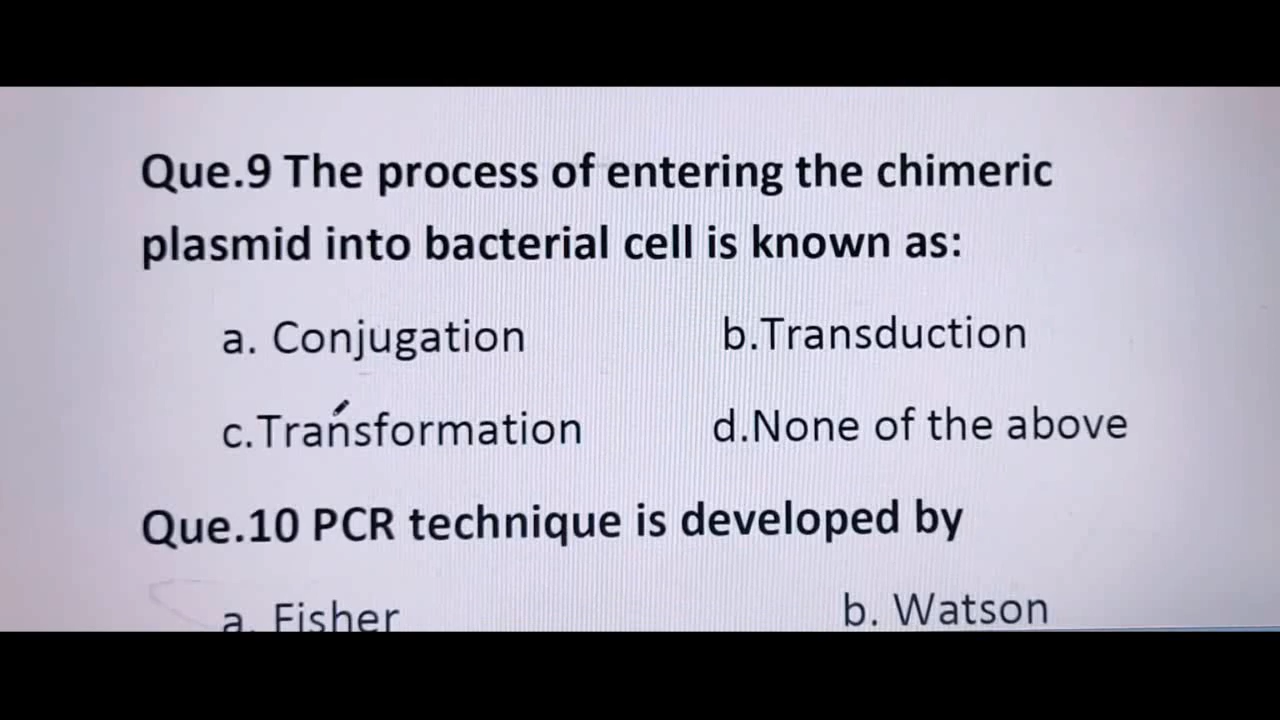 Que.9 The process of entering the chimeric
plasmid into bacterial cell is known as:
a. Conjugation b.Transduction
c.Transformation d.None of the above
Que.10 PCR technique is developed by
a. Fisher b. Watson